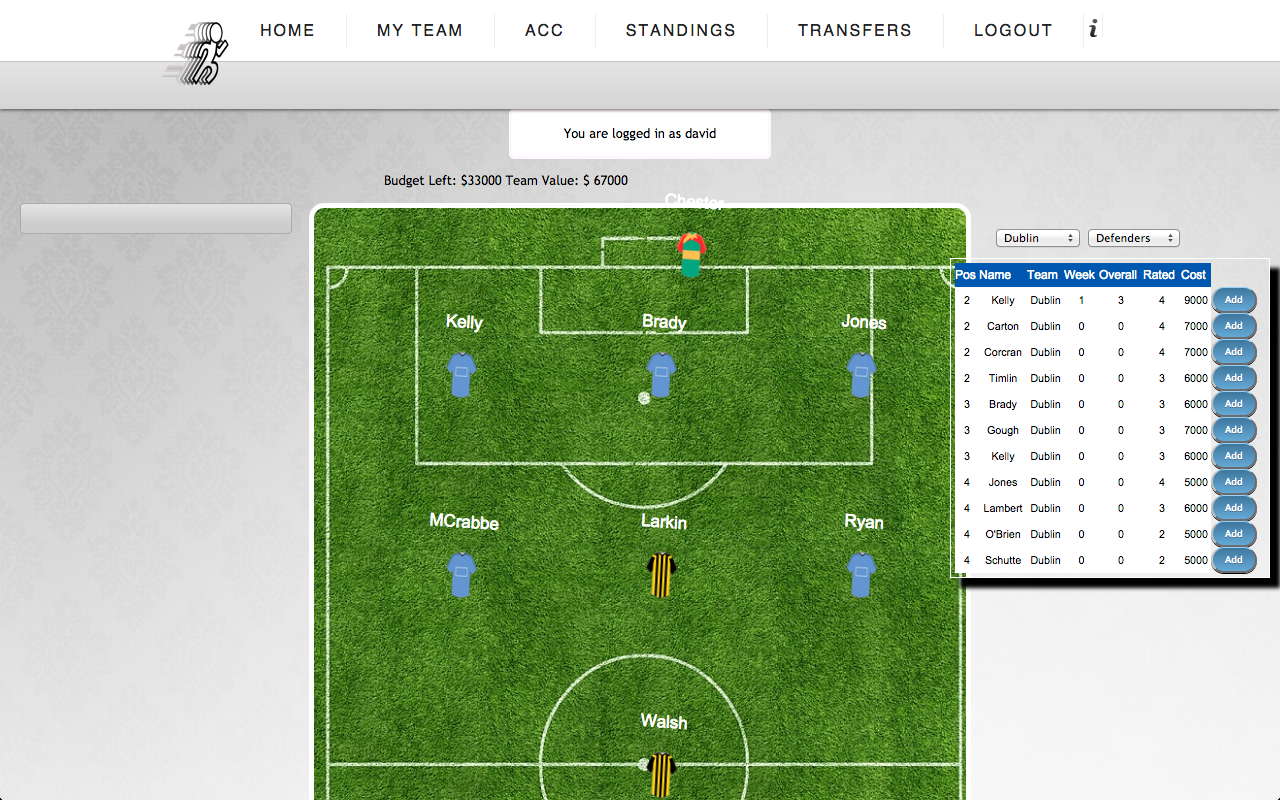 HOME MY TEAM ACC STANDINGS TRANSFERS LOGOUT i
You are logged in as david
Budget Left: $33000 Team Value: $ 67000
Chester
Dublin Defenders
Pos Name Team Week Overall Rated Cost
2 Kelly Dublin 1 3 4 9000 Add
2 Carton Dublin 0 0 4 7000 Add
2 Corcran Dublin 0 0 4 7000 Add
2 Timlin Dublin 0 0 3 6000 Add
3 Brady Dublin 0 0 3 6000 Add
3 Gough Dublin 0 0 3 7000 Add
3 Kelly Dublin 0 0 3 6000 Add
4 Jones Dublin 0 0 4 5000 Add
4 Lambert Dublin 0 0 3 6000 Add
4 O'Brien Dublin 0 0 2 5000 Add
4 Schutte Dublin 0 0 2 5000 Add
Kelly Brady Jones
MCrabbe Larkin Ryan
Walsh